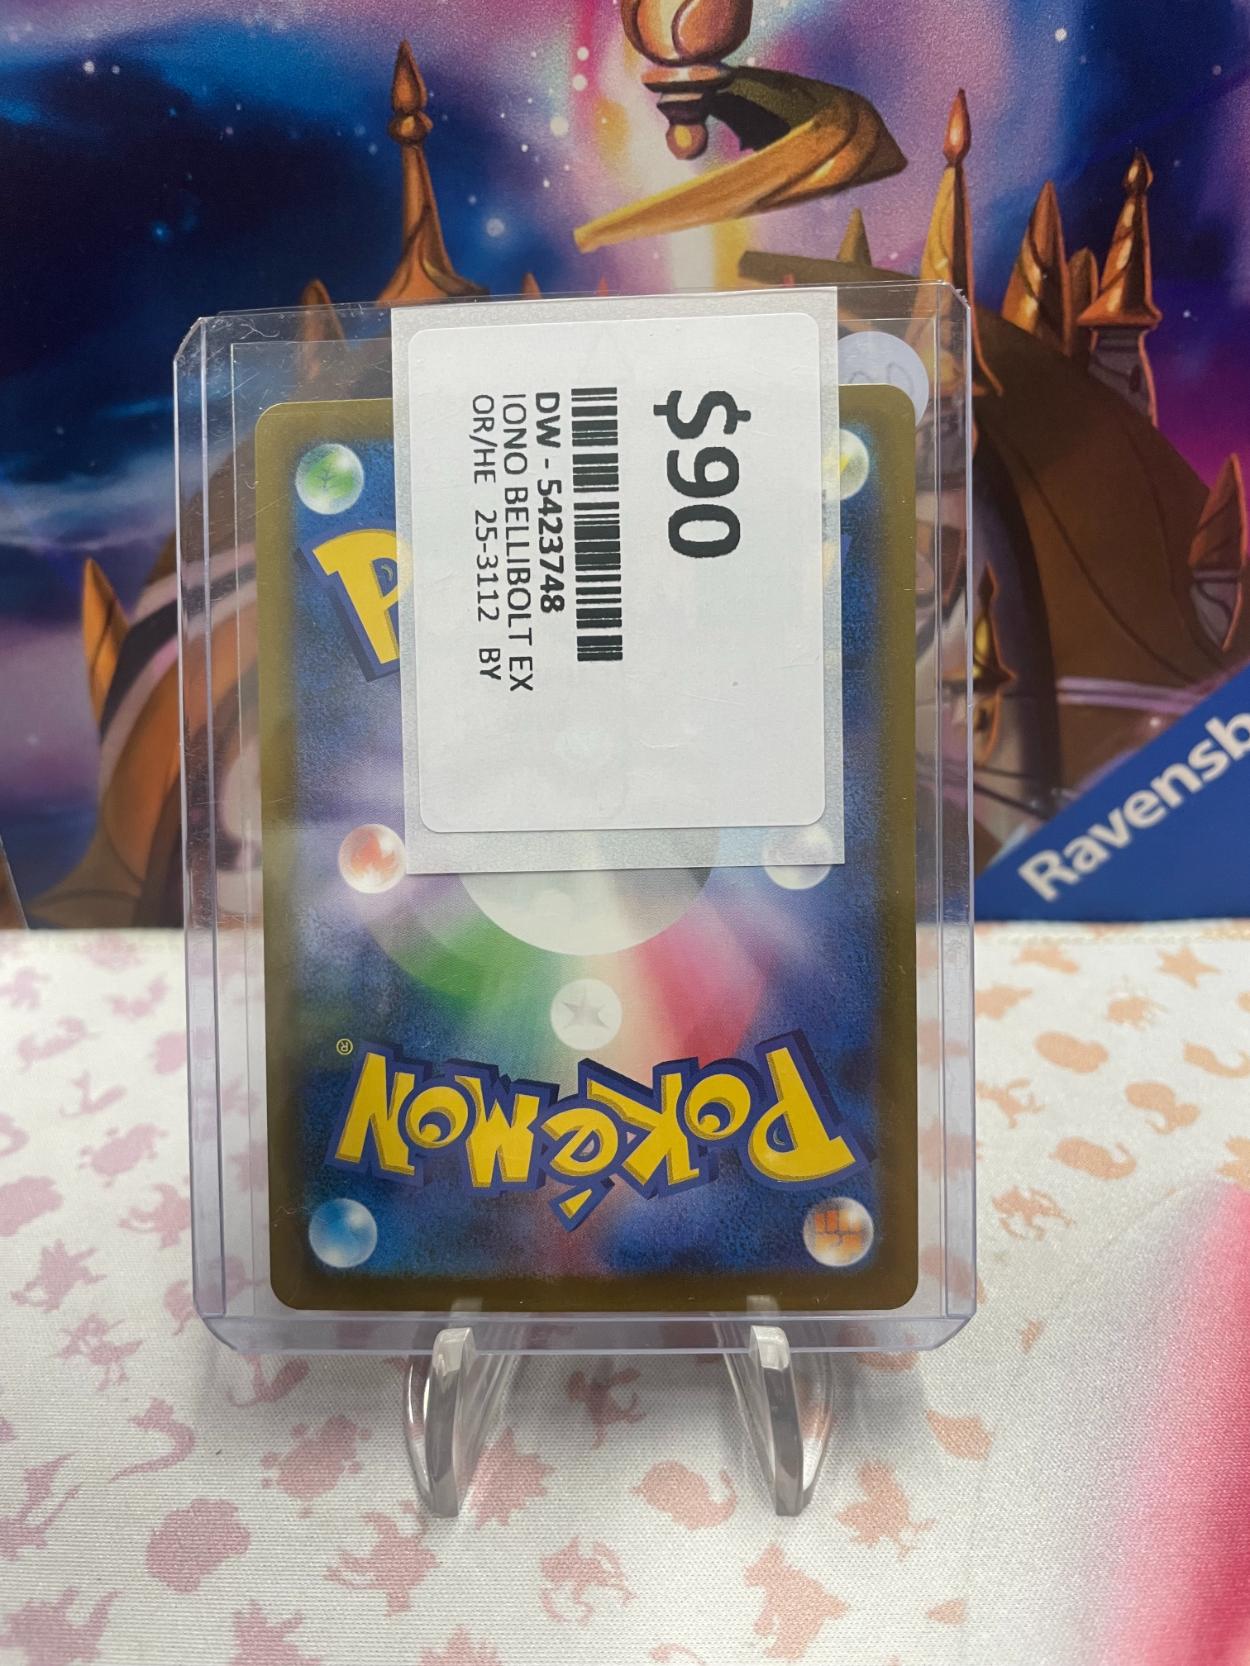 $90
DW - 5423748
IONO BELLIBOLT EX
OR/HE 25-3112 BY
P
Ravensb
POKéMON
®